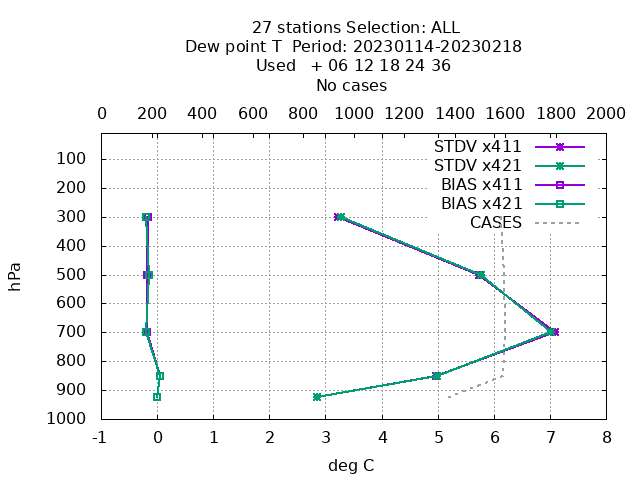 27 stations Selection: ALL
Dew point T  Period: 20230114-20230218
Used   + 06 12 18 24 36
No cases
0 200 400 600 800 1000 1200 1400 1600 1800 2000
STDV x411
STDV x421
BIAS x411
BIAS x421
CASES
hPa
100
200
300
400
500
600
700
800
900
1000
-1 0 1 2 3 4 5 6 7 8
deg C